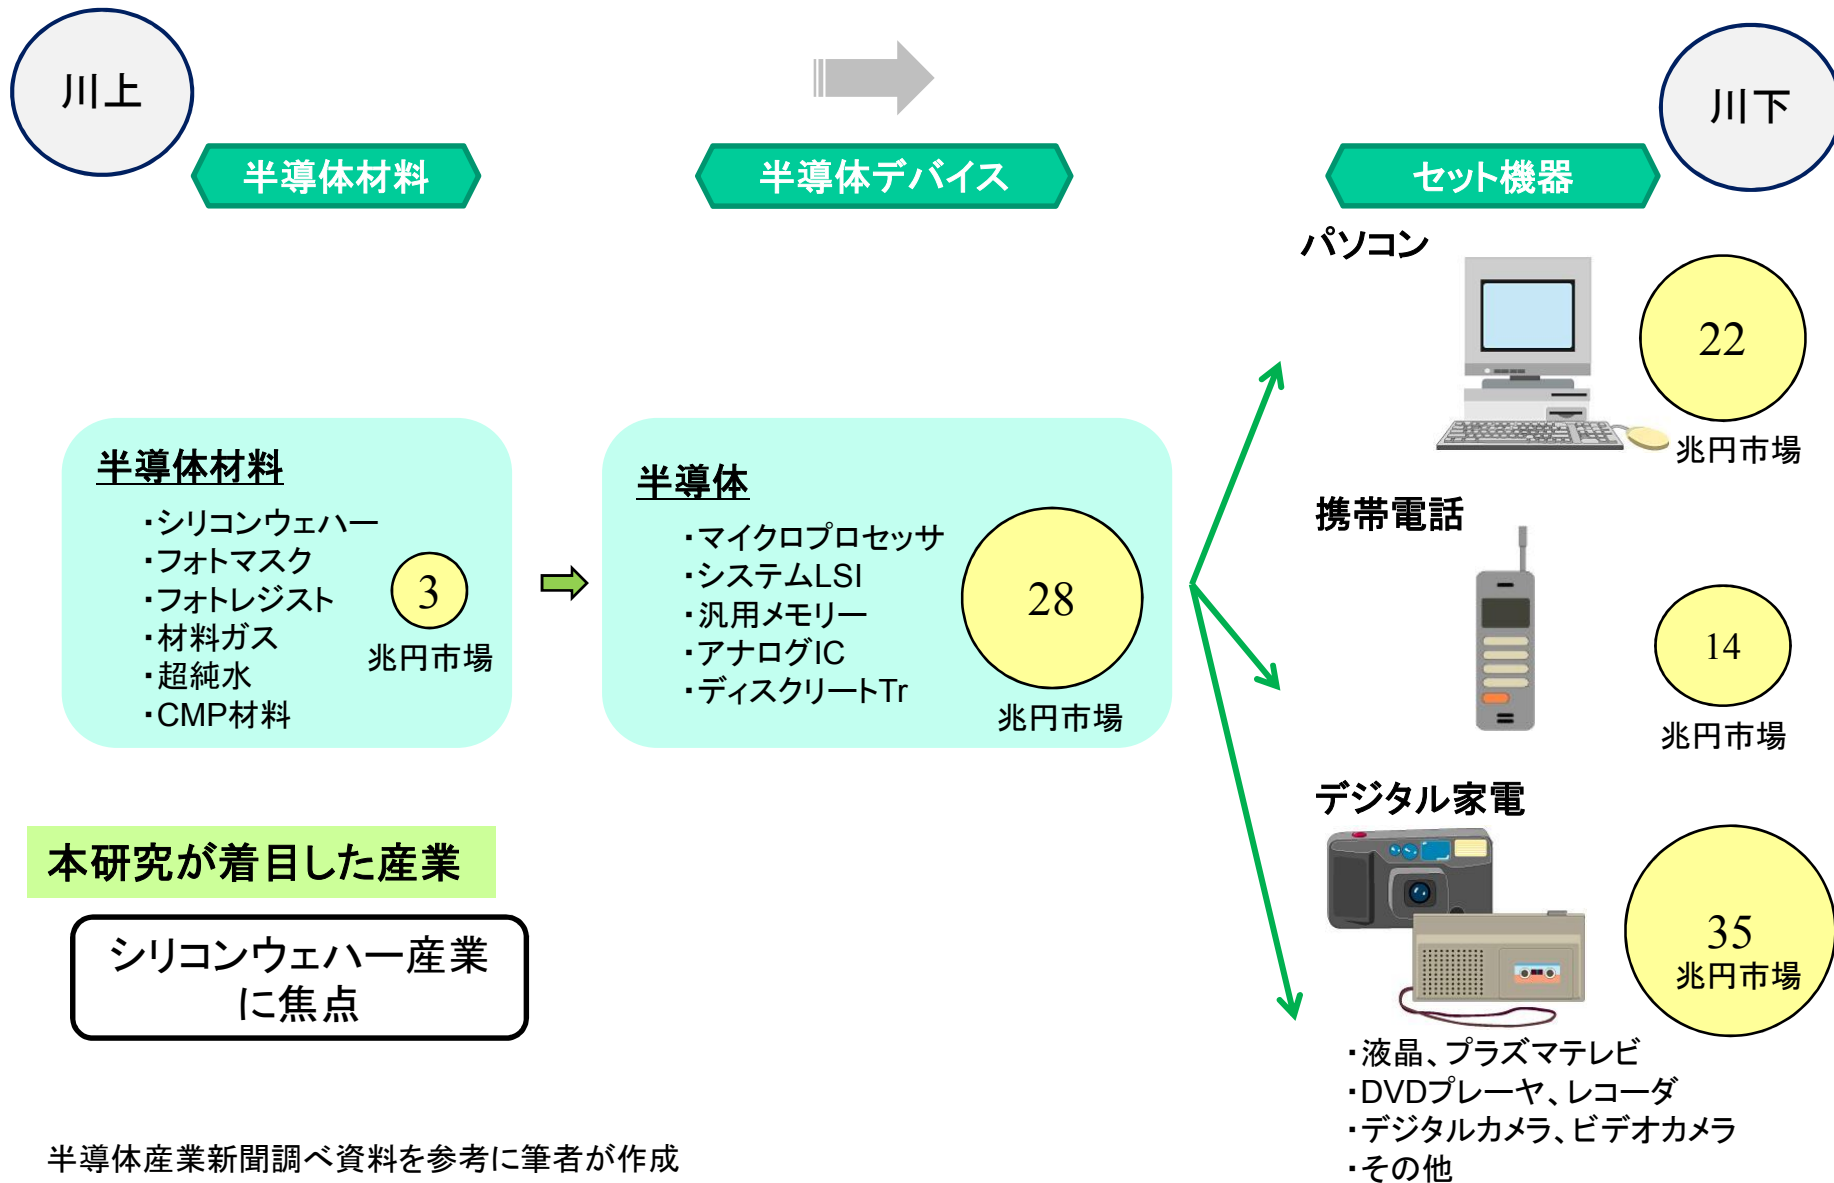 川上
川下
半導体材料
半導体デバイス
セット機器
半導体材料
・シリコンウェハー
・フォトマスク
・フォトレジスト
・材料ガス
・超純水
・CMP材料
3
兆円市場
半導体
・マイクロプロセッサ
・システムLSI
・汎用メモリー
・アナログIC
・ディスクリートTr
28
兆円市場
パソコン
22
兆円市場
携帯電話
14
兆円市場
デジタル家電
35
兆円市場
・液晶、プラズマテレビ
・DVDプレーヤ、レコーダ
・デジタルカメラ、ビデオカメラ
・その他
本研究が着目した産業
シリコンウェハー産業
に焦点
半導体産業新聞調べ資料を参考に筆者が作成